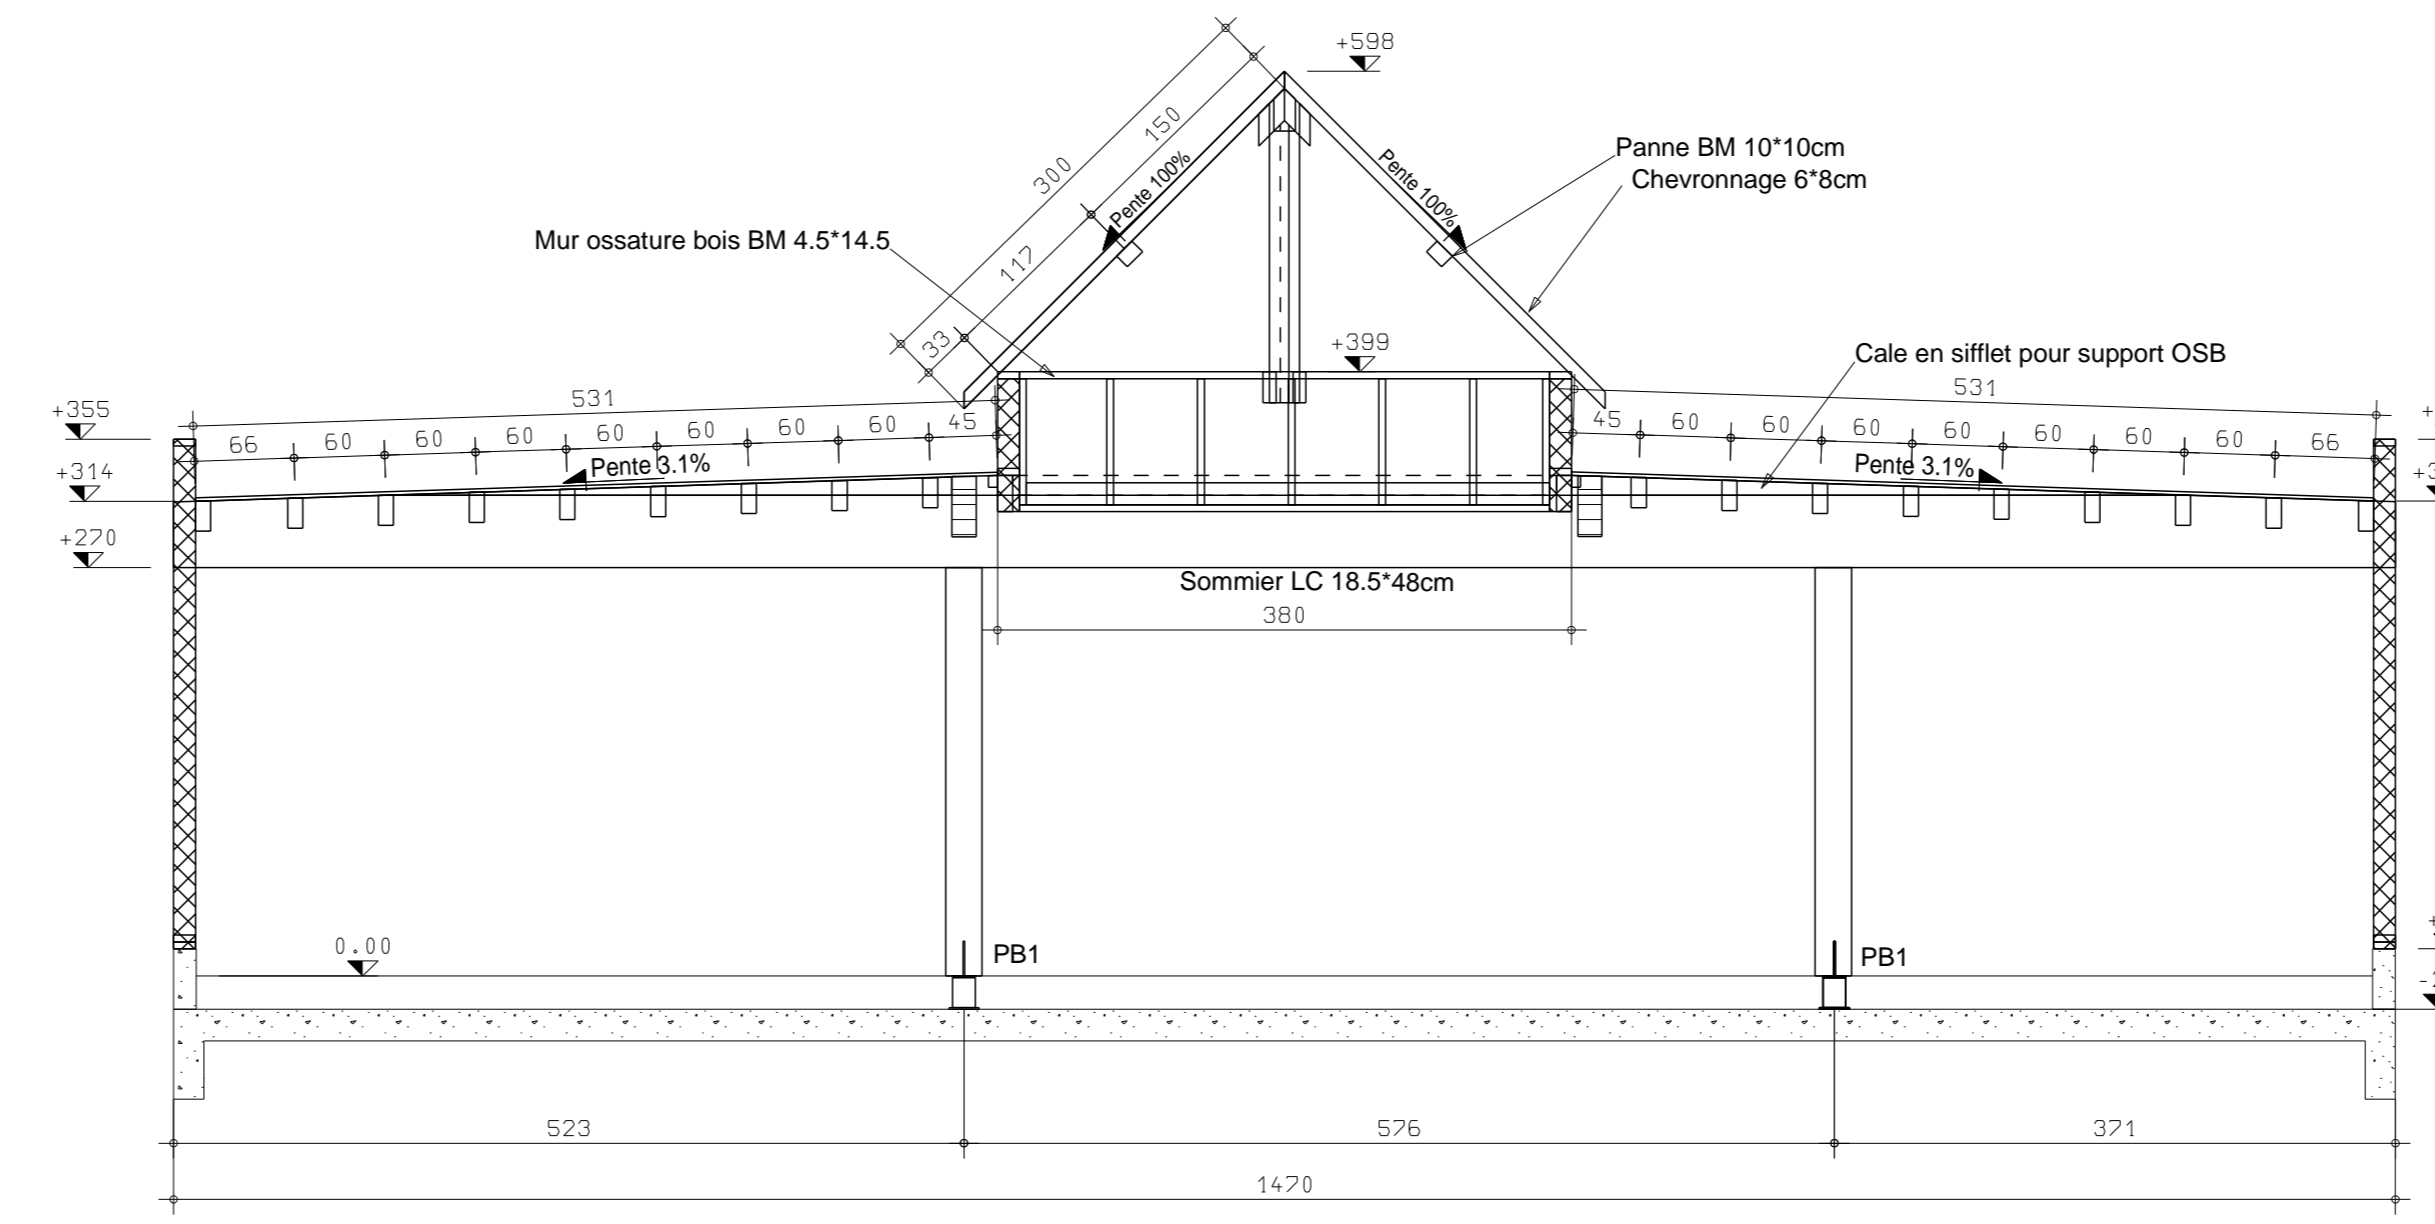 +598
300
150
Pente 100%
Pente 100%
Panne BM 10*10cm
Chevronnage 6*8cm
Mur ossature bois BM 4.5*14.5
117
33
+399
Cale en sifflet pour support OSB
531
531
+355
66 60 60 60 60 60 60 60 45
45 60 60 60 60 60 60 60 66
Pente 3.1%
Pente 3.1%
+314
+270
Sommier LC 18.5*48cm
380
0.00
PB1
PB1
523
576
371
1470